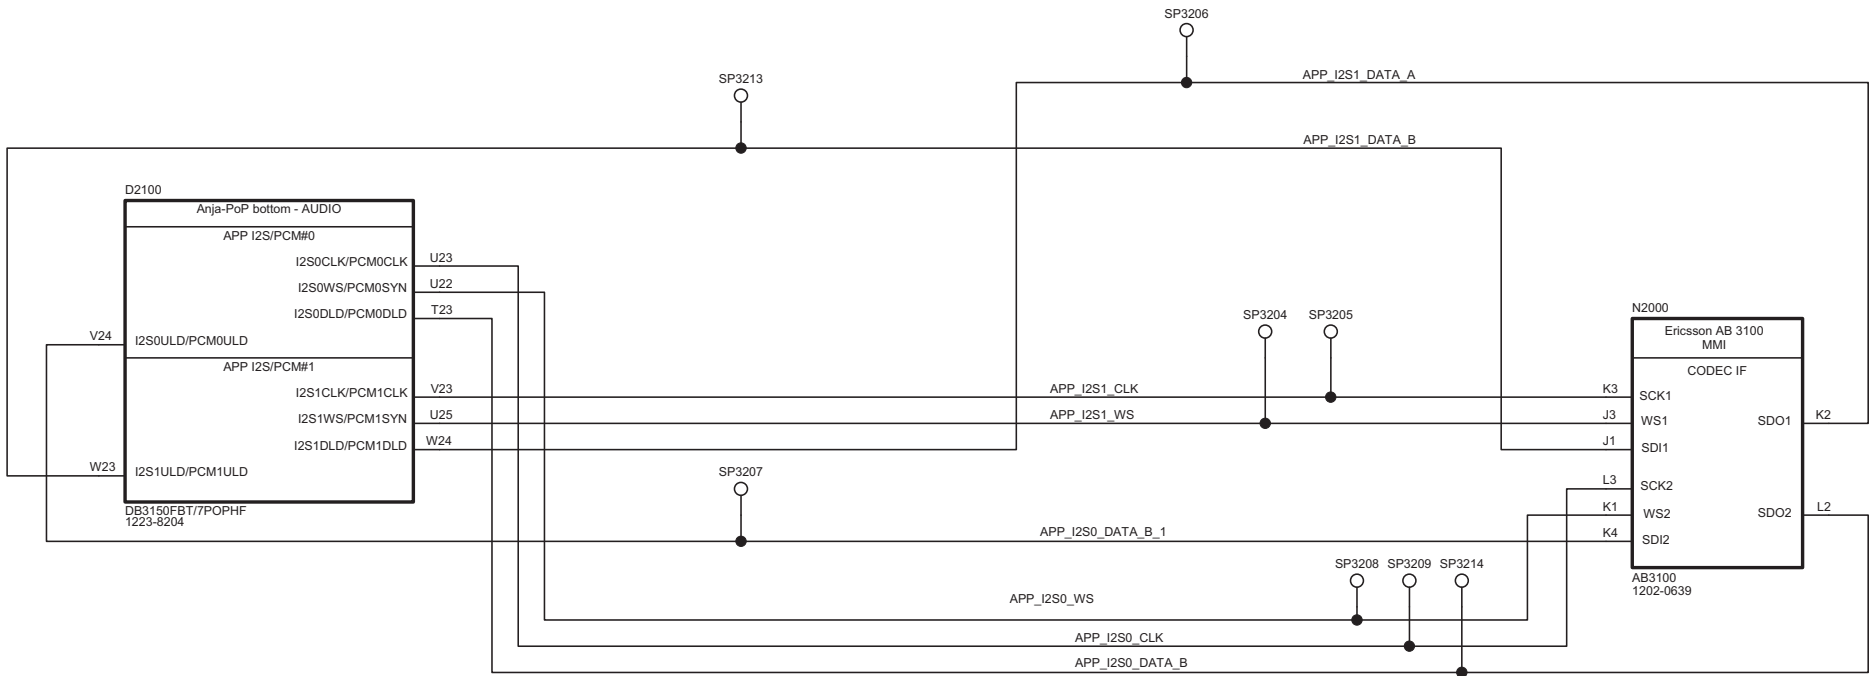 SP3206
APP_I2S1_DATA_A
SP3213
APP_I2S1_DATA_B
D2100
Anja-PoP bottom - AUDIO
APP I2S/PCM#0
I2S0CLK/PCM0CLK U23
I2S0WS/PCM0SYN U22
I2S0DLD/PCM0DLD T23
V24 I2S0ULD/PCM0ULD
APP I2S/PCM#1
I2S1CLK/PCM1CLK V23
I2S1WS/PCM1SYN U25
I2S1DLD/PCM1DLD W24
W23 I2S1ULD/PCM1ULD
DB3150FBT/7POPHF
1223-8204
SP3204 SP3205
APP_I2S1_CLK
APP_I2S1_WS
SP3207
APP_I2S0_DATA_B_1
SP3208 SP3209 SP3214
APP_I2S0_WS
APP_I2S0_CLK
APP_I2S0_DATA_B
N2000
Ericsson AB 3100
MMI
CODEC IF
K3 SCK1
J3 WS1 SDO1 K2
J1 SDI1
L3 SCK2
K1 WS2 SDO2 L2
K4 SDI2
AB3100
1202-0639